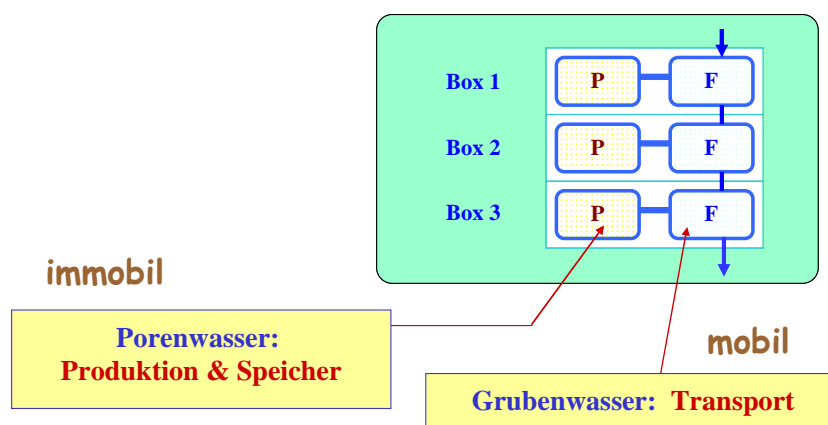 Box 1 P F
Box 2 P F
Box 3 P F
immobil
Porenwasser:
Produktion & Speicher
mobil
Grubenwasser: Transport